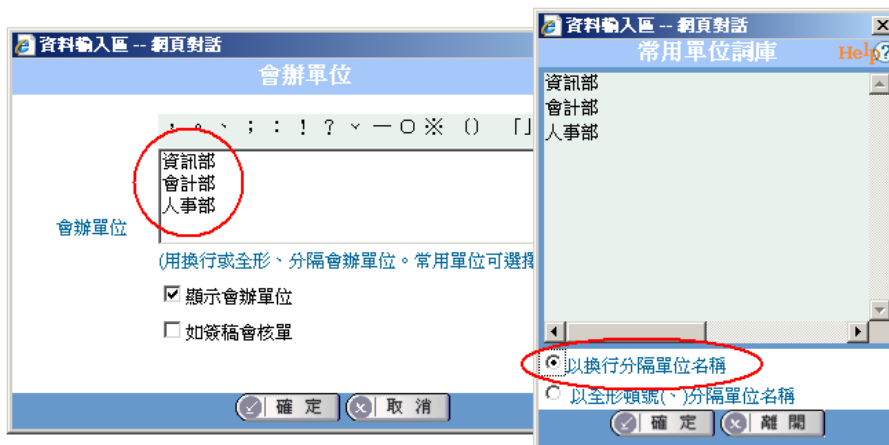 資料輸入區 -- 網頁對話
會辦單位
， 。 、 ； ： ！ ？ ˇ — ○ ※ （） 「」
資訊部
會計部
人事部
會辦單位
(用換行或全形、分隔會辦單位。常用單位可選擇
顯示會辦單位
如簽稿會核單
確 定
取 消
資料輸入區 -- 網頁對話
常用單位詞庫
Help?
資訊部
會計部
人事部
以換行分隔單位名稱
以全形頓號(、)分隔單位名稱
確 定
離 開